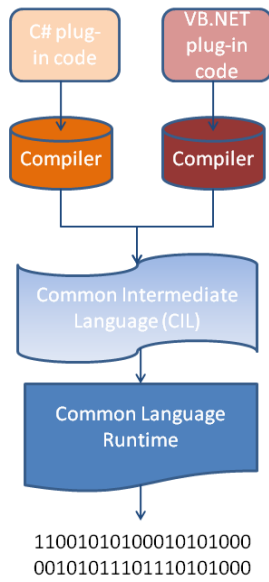 C# plug-
in code
VB.NET
plug-in
code
Compiler
Compiler
Common Intermediate
Language (CIL)
Common Language
Runtime
11001010100010101000
00101011101110101000